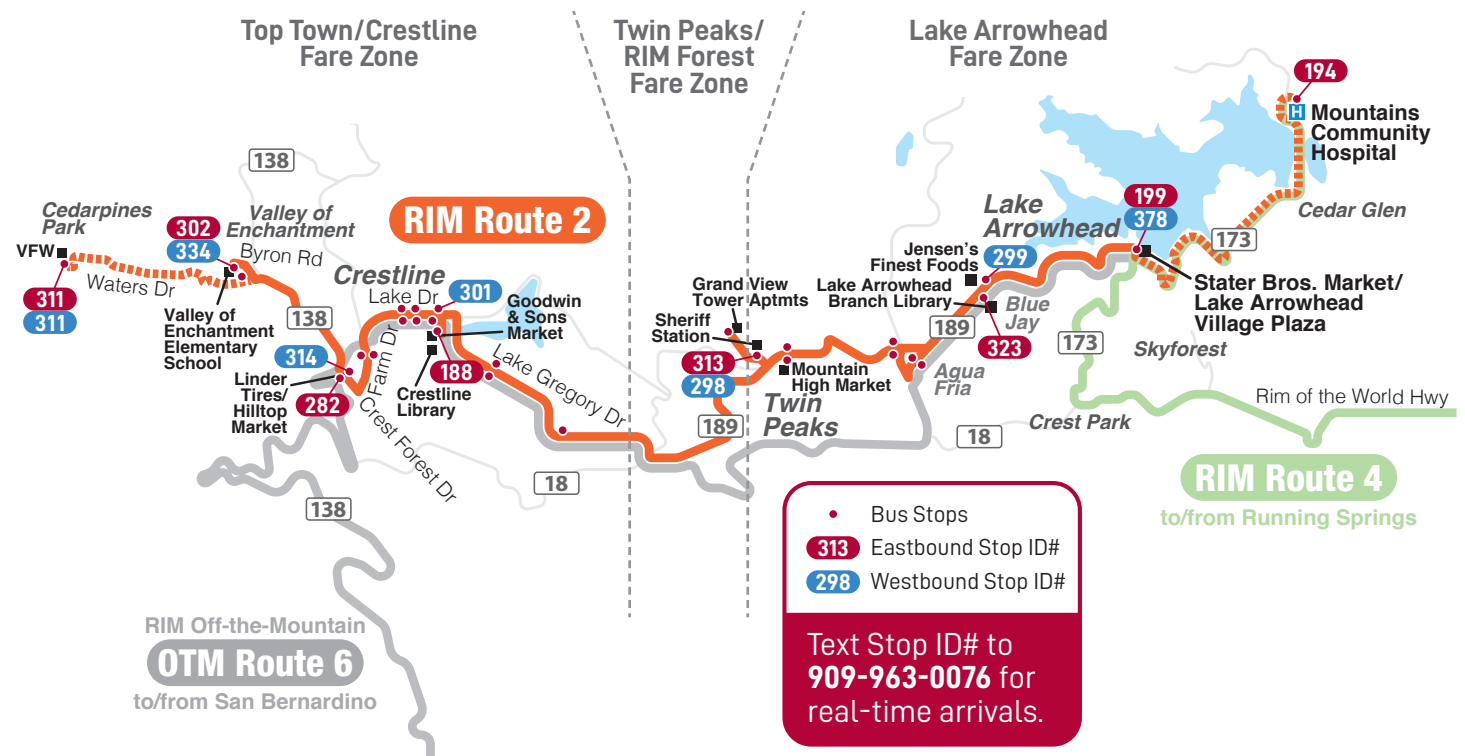 Top Town/Crestline
Fare Zone
Twin Peaks/
RIM Forest
Fare Zone
Lake Arrowhead
Fare Zone
194
H
Mountains
Community
Hospital
138
Cedarpines
Park
VFW
302
334
Valley of
Enchantment
Byron Rd
RIM Route 2
Waters Dr
311
311
Valley of
Enchantment
Elementary
School
138
Crestline
Lake Dr
301
Goodwin
& Sons
Market
314
Linder
Tires/
Hilltop
Market
282
Farm Dr
Crest Forest Dr
188
Crestline
Library
Lake Gregory Dr
18
138
Grand View
Tower Aptmts
Sheriff
Station
313
298
189
Mountain
High Market
Twin
Peaks
Jensen's
Finest Foods
299
Lake Arrowhead
Branch Library
189
323
Blue
Jay
Agua
Fria
18
Lake
Arrowhead
199
378
173
Cedar Glen
Stater Bros. Market/
Lake Arrowhead
Village Plaza
173
Skyforest
Crest Park
Rim of the World Hwy
RIM Route 4
to/from Running Springs
RIM Off-the-Mountain
OTM Route 6
to/from San Bernardino
Bus Stops
313 Eastbound Stop ID#
298 Westbound Stop ID#
Text Stop ID# to
909-963-0076 for
real-time arrivals.